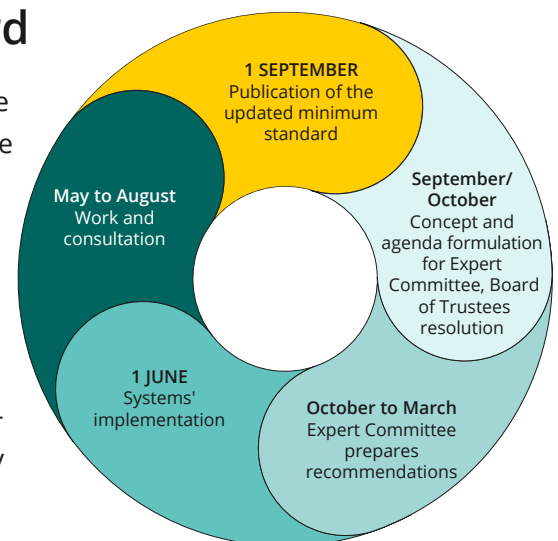 1 SEPTEMBER
Publication of the
updated minimum
standard
September/
October
Concept and
agenda formulation
for Expert
Committee, Board
of Trustees
resolution
October to March
Expert Committee
prepares
recommendations
1 JUNE
Systems'
implementation
May to August
Work and
consultation